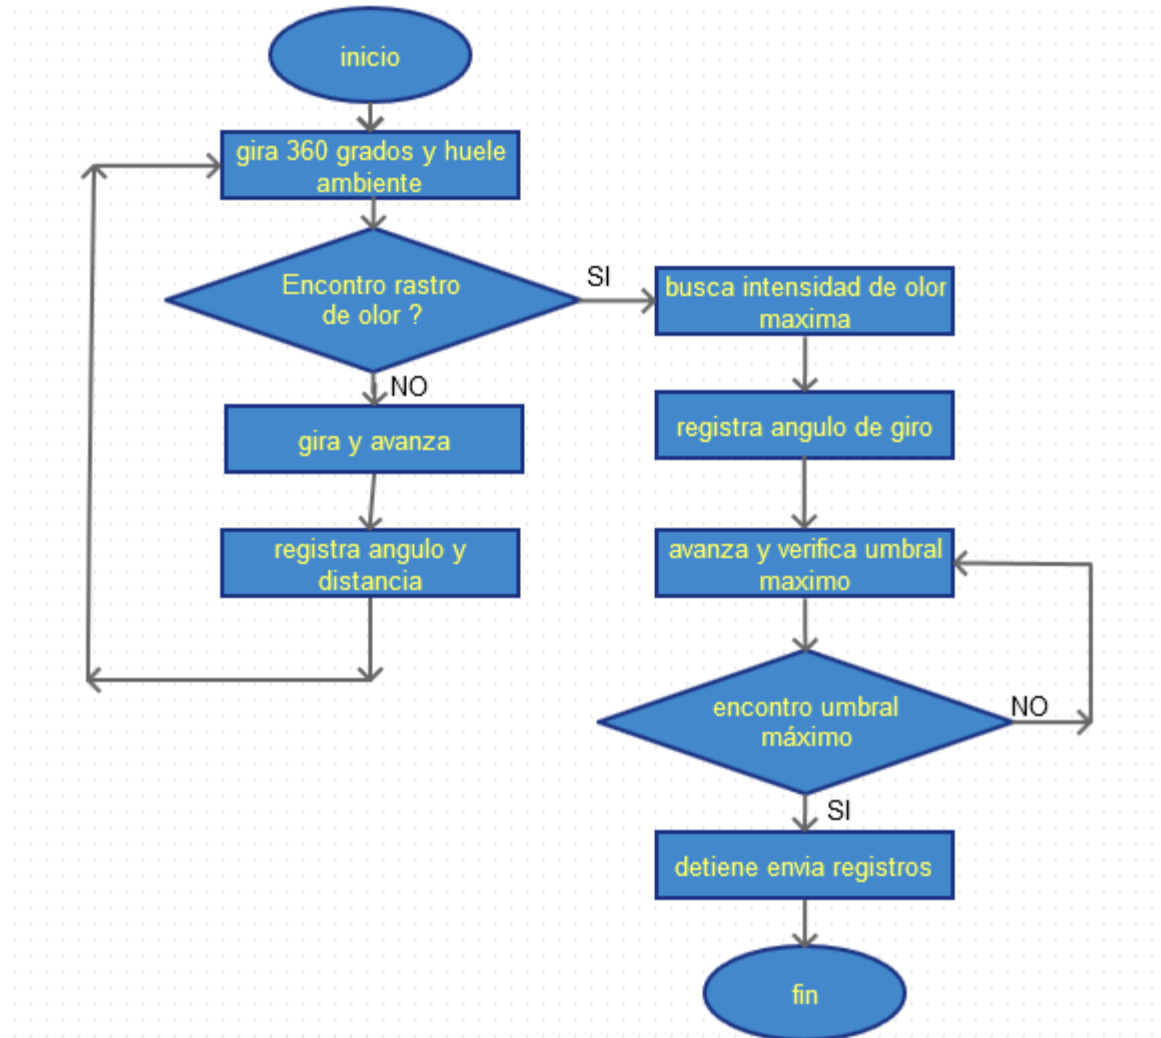 inicio
gira 360 grados y huele
ambiente
Encontro rastro
de olor ?
SI
busca intensidad de olor
maxima
NO
gira y avanza
registra angulo de giro
registra angulo y
distancia
avanza y verifica umbral
maximo
encontro umbral
máximo
NO
SI
detiene envia registros
fin